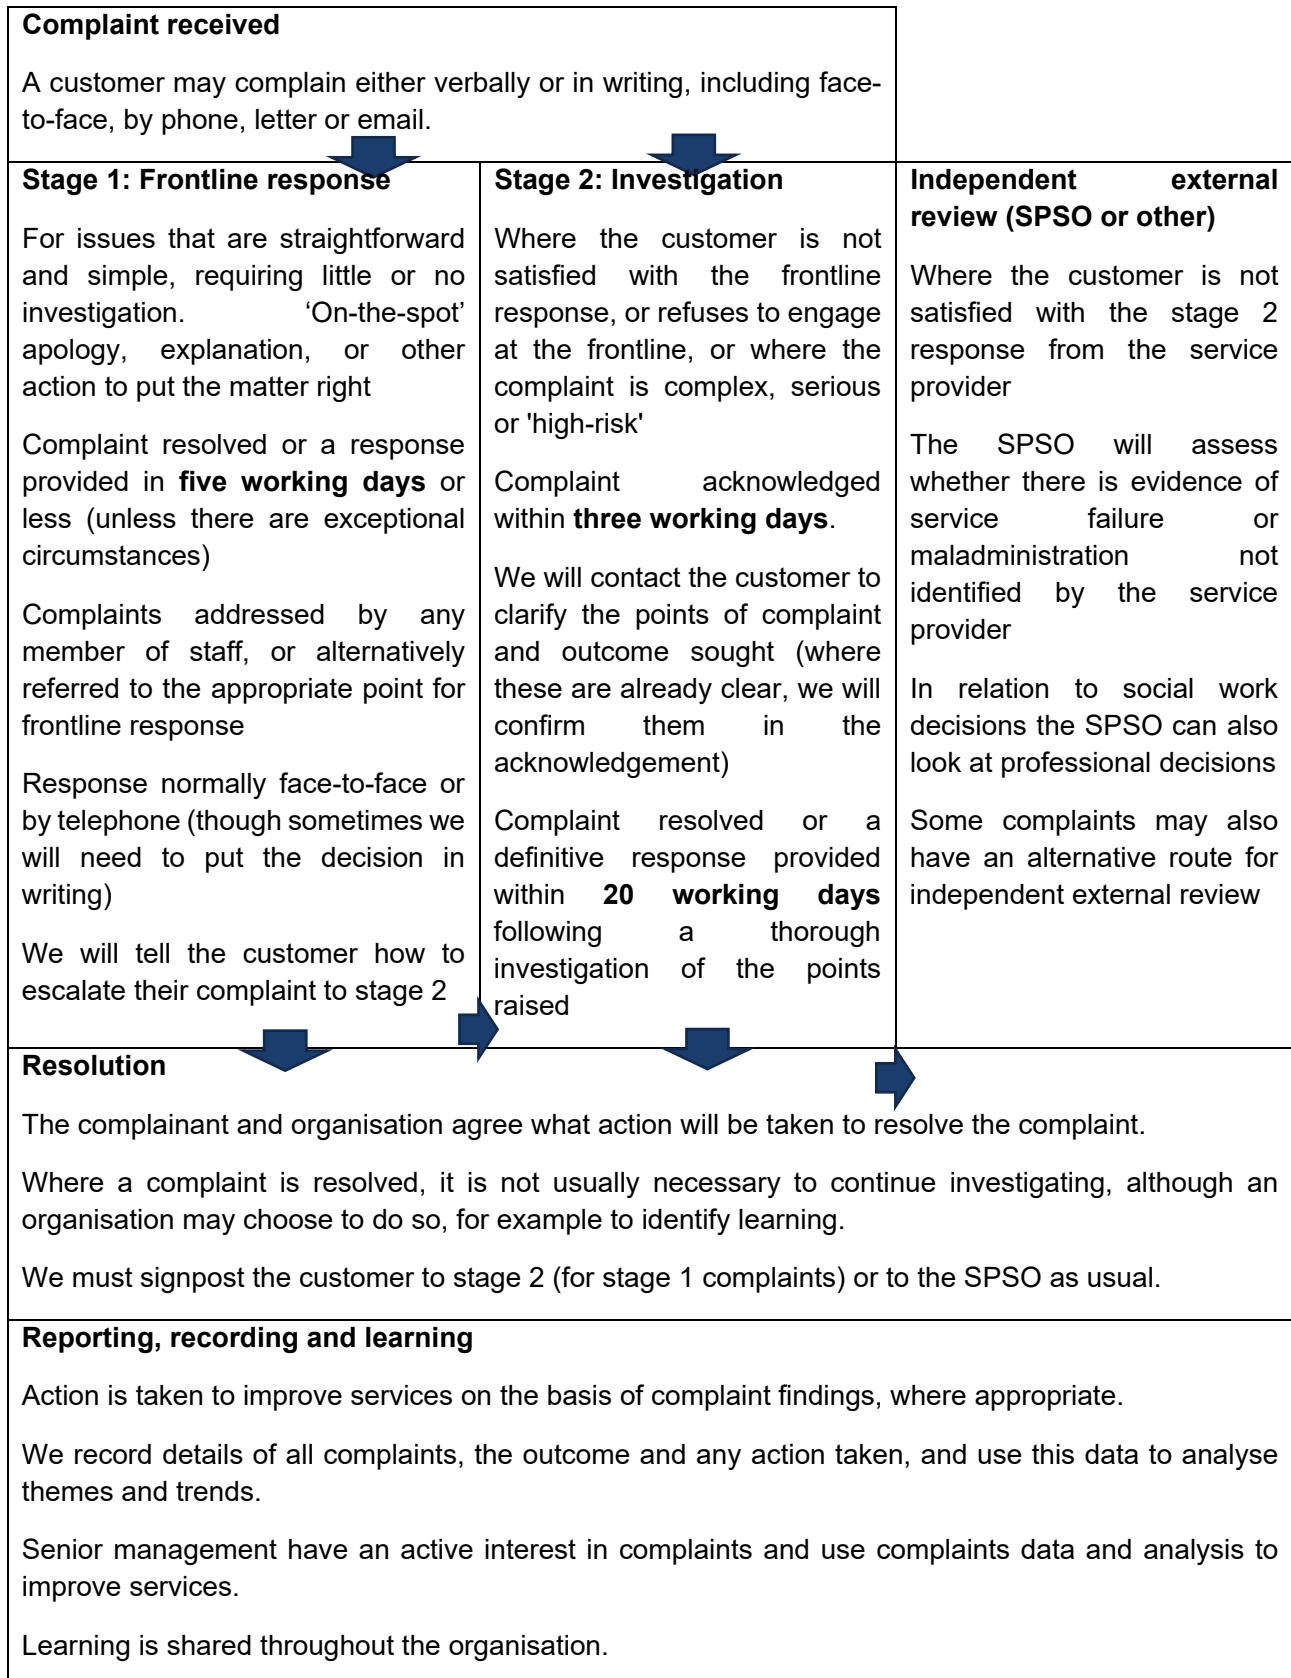 Complaint received
A customer may complain either verbally or in writing, including face-
to-face, by phone, letter or email.
Stage 1: Frontline response
For issues that are straightforward
and simple, requiring little or no
investigation. ‘On-the-spot’
apology, explanation, or other
action to put the matter right
Complaint resolved or a response
provided in five working days or
less (unless there are exceptional
circumstances)
Complaints addressed by any
member of staff, or alternatively
referred to the appropriate point for
frontline response
Response normally face-to-face or
by telephone (though sometimes we
will need to put the decision in
writing)
We will tell the customer how to
escalate their complaint to stage 2
Stage 2: Investigation
Where the customer is not
satisfied with the frontline
response, or refuses to engage
at the frontline, or where the
complaint is complex, serious
or 'high-risk'
Complaint acknowledged
within three working days.
We will contact the customer to
clarify the points of complaint
and outcome sought (where
these are already clear, we will
confirm them in the
acknowledgement)
Complaint resolved or a
definitive response provided
within 20 working days
following a thorough
investigation of the points
raised
Independent external
review (SPSO or other)
Where the customer is not
satisfied with the stage 2
response from the service
provider
The SPSO will assess
whether there is evidence of
service failure or
maladministration not
identified by the service
provider
In relation to social work
decisions the SPSO can also
look at professional decisions
Some complaints may also
have an alternative route for
independent external review
Resolution
The complainant and organisation agree what action will be taken to resolve the complaint.
Where a complaint is resolved, it is not usually necessary to continue investigating, although an
organisation may choose to do so, for example to identify learning.
We must signpost the customer to stage 2 (for stage 1 complaints) or to the SPSO as usual.
Reporting, recording and learning
Action is taken to improve services on the basis of complaint findings, where appropriate.
We record details of all complaints, the outcome and any action taken, and use this data to analyse
themes and trends.
Senior management have an active interest in complaints and use complaints data and analysis to
improve services.
Learning is shared throughout the organisation.